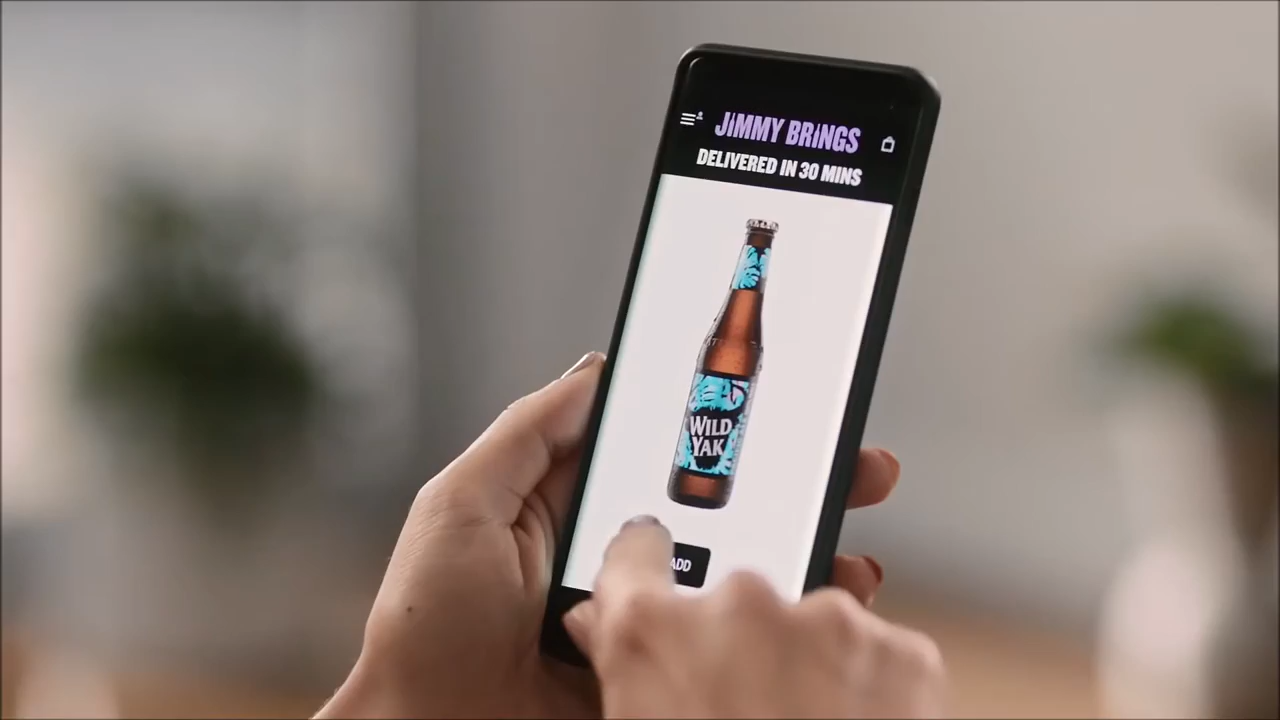 JIMMY BRINGS
DELIVERED IN 30 MINS
WILD
YAK
ADD